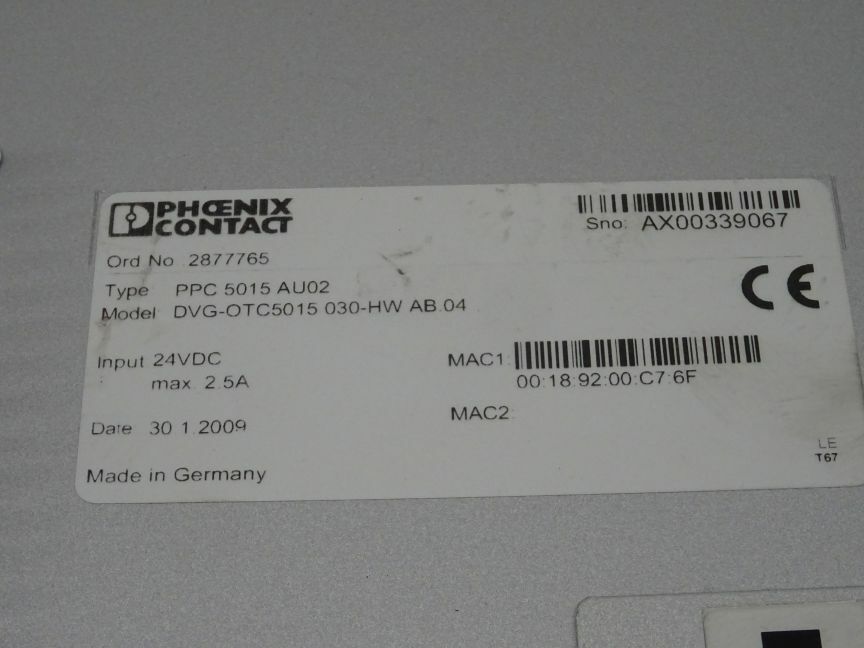 PHŒNIX
CONTACT
Sno: AX00339067
Ord No 2877765
Type PPC 5015 AU02
Model DVG-OTC5015 030-HW AB 04
CE
Input 24VDC
max. 2.5A
MAC1:
00:18:92:00:C7:6F
MAC2:
Date 30.1.2009
LE
T67
Made in Germany